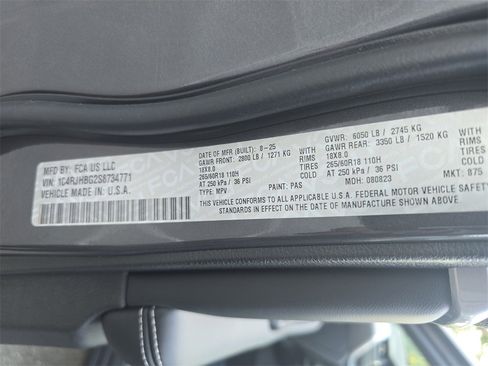 MFD BY: FCA US LLC
VIN: 1C4RJHBG2S8734771
VEHICLE MADE IN: U.S.A.
DATE OF MFR (BUILT): 8-25
GAWR FRONT: 2800 LB / 1271 KG
18X8.0 RIMS
265/60R18 110H TIRES
AT 250 kPa / 36 PSI COLD
TYPE: MPV PAINT: PAS
GVWR: 6050 LB / 2745 KG
GAWR REAR: 3350 LB / 1520 KG WITH
18X8.0 RIMS
265/60R18 110H TIRES
AT 250 kPa / 36 PSI COLD
MOH: 080823 MKT: 875
THIS VEHICLE CONFORMS TO ALL APPLICABLE U.S.A. FEDERAL MOTOR VEHICLE SAFETY
STANDARDS IN EFFECT ON THE DATE OF MANUFACTURE SHOWN ABOVE.